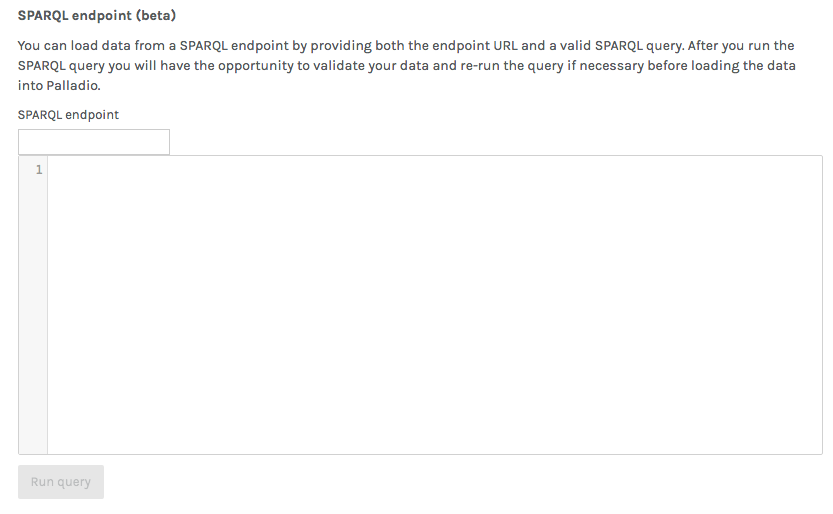 SPARQL endpoint (beta)
You can load data from a SPARQL endpoint by providing both the endpoint URL and a valid SPARQL query. After you run the
SPARQL query you will have the opportunity to validate your data and re-run the query if necessary before loading the data
into Palladio.
SPARQL endpoint
1
Run query